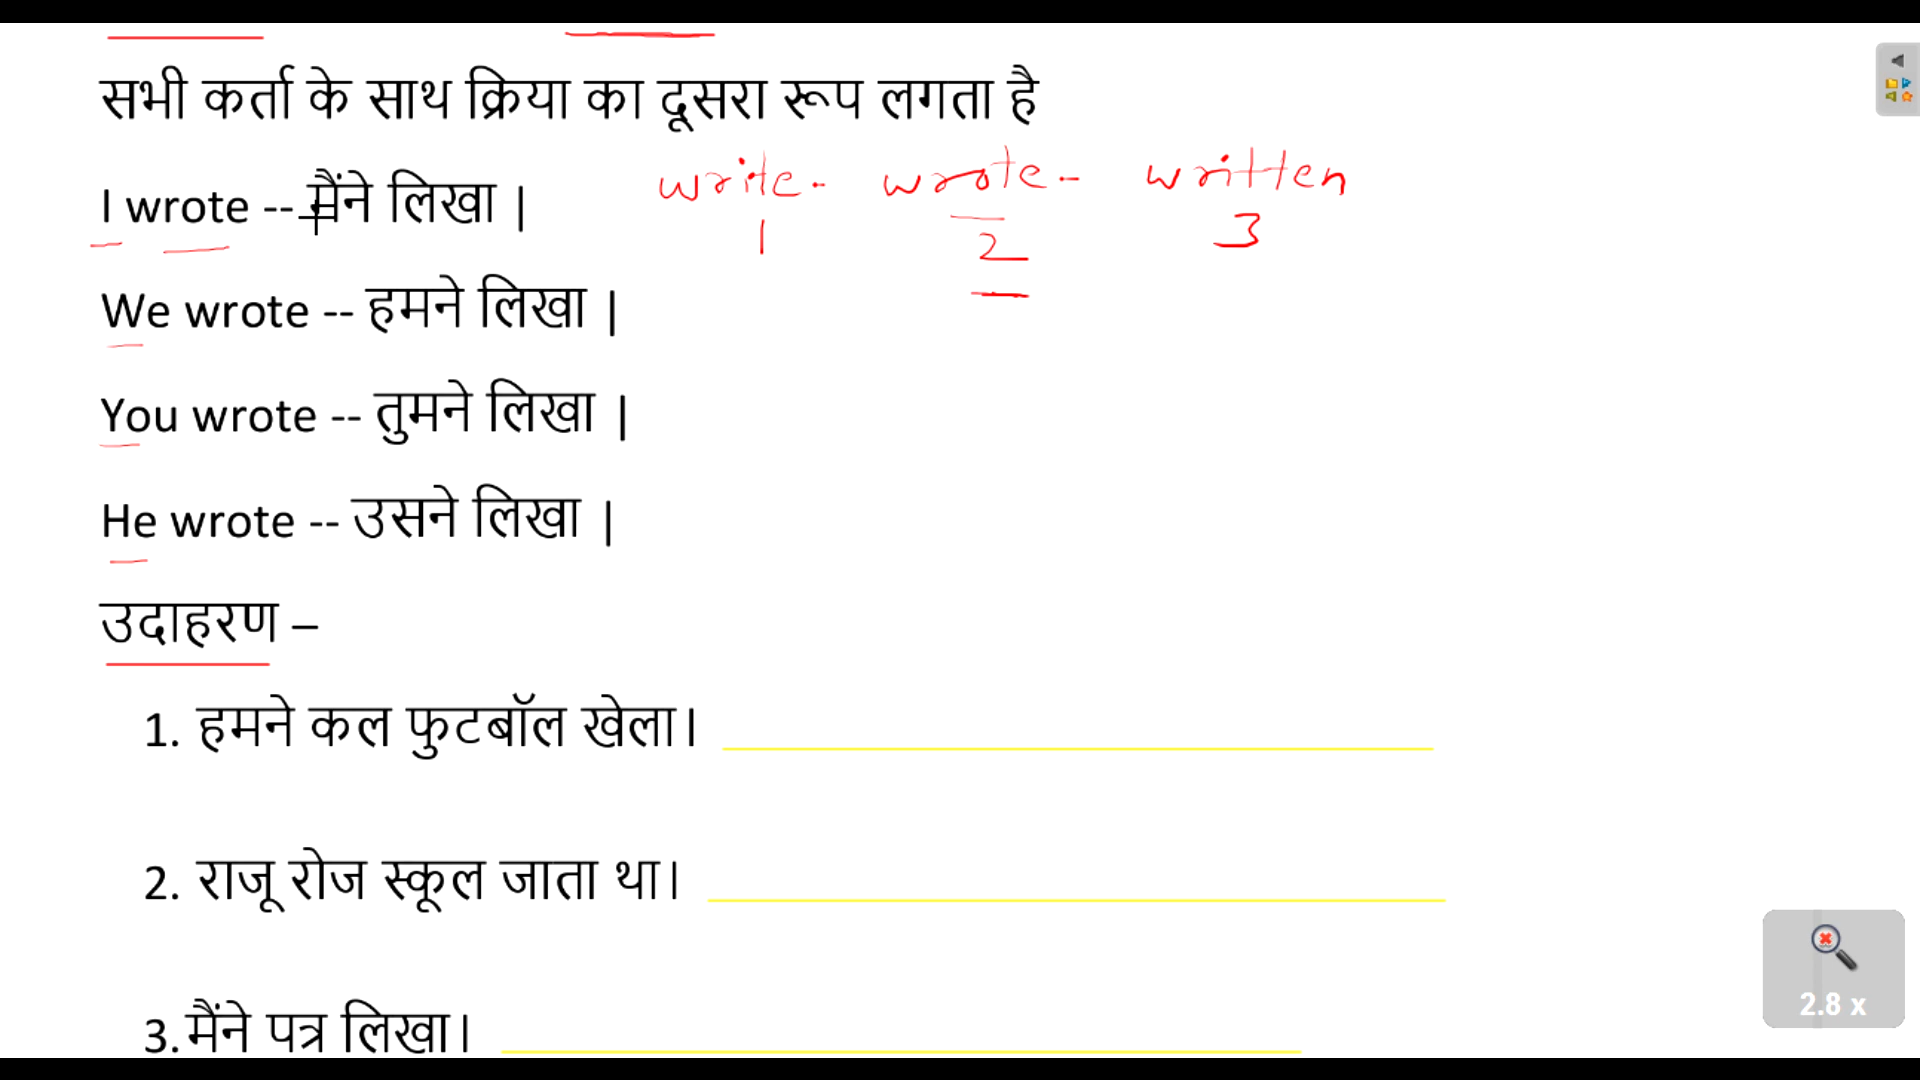 सभी कर्ता के साथ क्रिया का दूसरा रूप लगता है
I wrote -- मैंने लिखा |
write - wrote - written
1 2 3
We wrote -- हमने लिखा |
You wrote -- तुमने लिखा |
He wrote -- उसने लिखा |
उदाहरण –
1. हमने कल फुटबॉल खेला।
2. राजू रोज स्कूल जाता था।
3. मैंने पत्र लिखा।
2.8 x